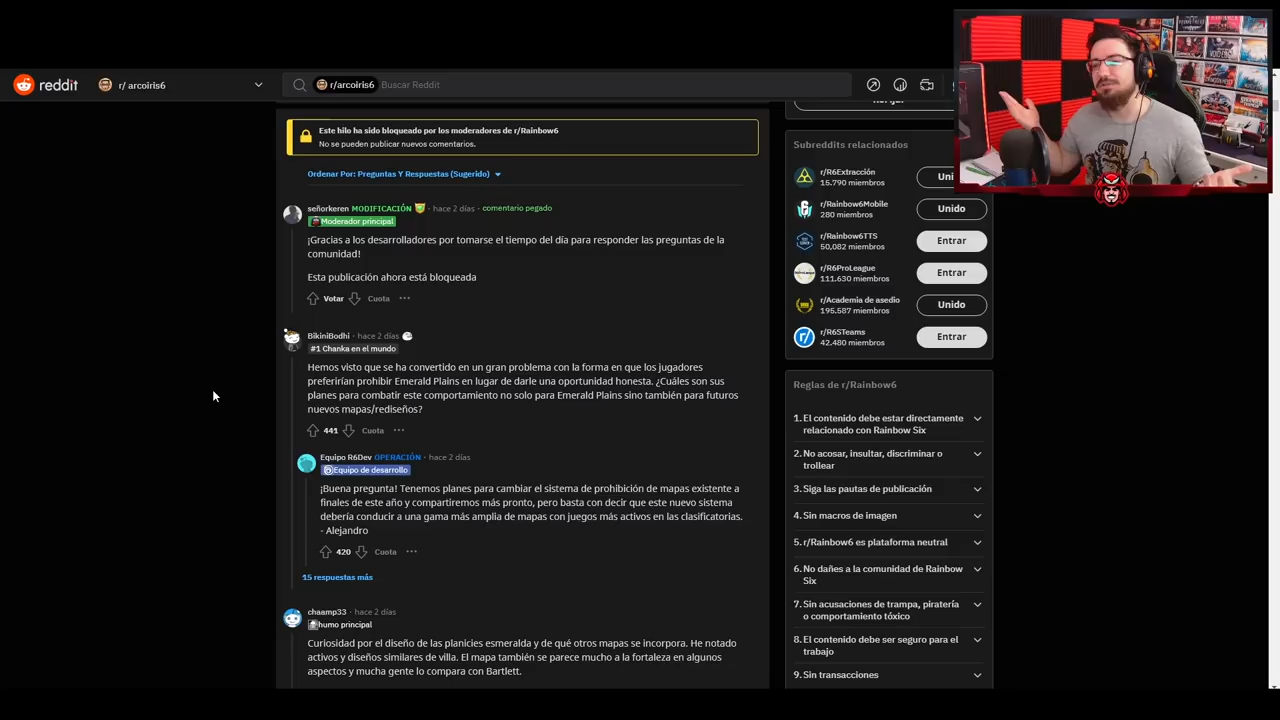 reddit
r/ arcoiris6
r/arcoiris6 Buscar Reddit
Este hilo ha sido bloqueado por los moderadores de r/Rainbow6
No se pueden publicar nuevos comentarios.
Ordenar Por: Preguntas Y Respuestas (Sugerido)
señorkeren MODIFICACIÓN · hace 2 días · comentario pegado
Moderador principal
¡Gracias a los desarrolladores por tomarse el tiempo del día para responder las preguntas de la
comunidad!
Esta publicación ahora está bloqueada
Votar Cuota ···
BikiniBodhi · hace 2 días
#1 Chanka en el mundo
Hemos visto que se ha convertido en un gran problema con la forma en que los jugadores
preferirían prohibir Emerald Plains en lugar de darle una oportunidad honesta. ¿Cuáles son sus
planes para combatir este comportamiento no solo para Emerald Plains sino también para futuros
nuevos mapas/rediseños?
441 Cuota ···
Equipo R6Dev OPERACIÓN · hace 2 días
Equipo de desarrollo
¡Buena pregunta! Tenemos planes para cambiar el sistema de prohibición de mapas existente a
finales de este año y compartiremos más pronto, pero basta con decir que este nuevo sistema
debería conducir a una gama más amplia de mapas con juegos más activos en las clasificatorias.
- Alejandro
420 Cuota ···
15 respuestas más
chaamp33 · hace 2 días
humo principal
Curiosidad por el diseño de las planicies esmeralda y de qué otros mapas se incorpora. He notado
activos y diseños similares de villa. El mapa también se parece mucho a la fortaleza en algunos
aspectos y mucha gente lo compara con Bartlett.
Subreddits relacionados
r/R6Extracción
15.790 miembros
r/Rainbow6Mobile
280 miembros
Unido
r/Rainbow6TTS
50,082 miembros
Entrar
r/R6ProLeague
111.630 miembros
Entrar
r/Academia de asedio
195.587 miembros
Unido
r/R6STeams
42.480 miembros
Entrar
Reglas de r/Rainbow6
1. El contenido debe estar directamente
relacionado con Rainbow Six
2. No acosar, insultar, discriminar o
trollear
3. Siga las pautas de publicación
4. Sin macros de imagen
5. r/Rainbow6 es plataforma neutral
6. No dañes a la comunidad de Rainbow
Six
7. Sin acusaciones de trampa, piratería
o comportamiento tóxico
8. El contenido debe ser seguro para el
trabajo
9. Sin transacciones